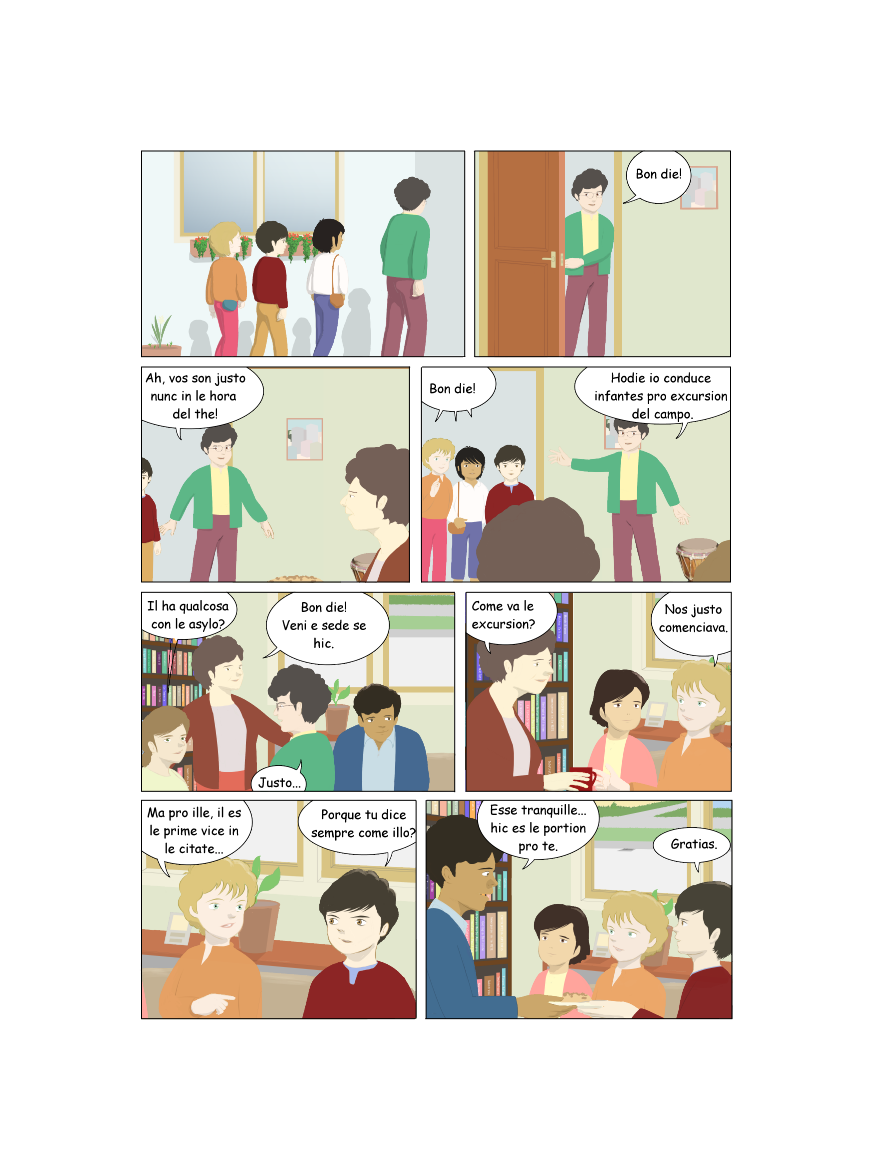 Bon die!
Ah, vos son justo
nunc in le hora
del the!
Bon die!
Hodie io conduce
infantes pro excursion
del campo.
Il ha qualcosa
con le asylo?
Bon die!
Veni e sede se
hic.
Justo...
Come va le
excursion?
Nos justo
comenciava.
Ma pro ille, il es
le prime vice in
le citate...
Porque tu dice
sempre come illo?
Esse tranquille...
hic es le portion
pro te.
Gratias.